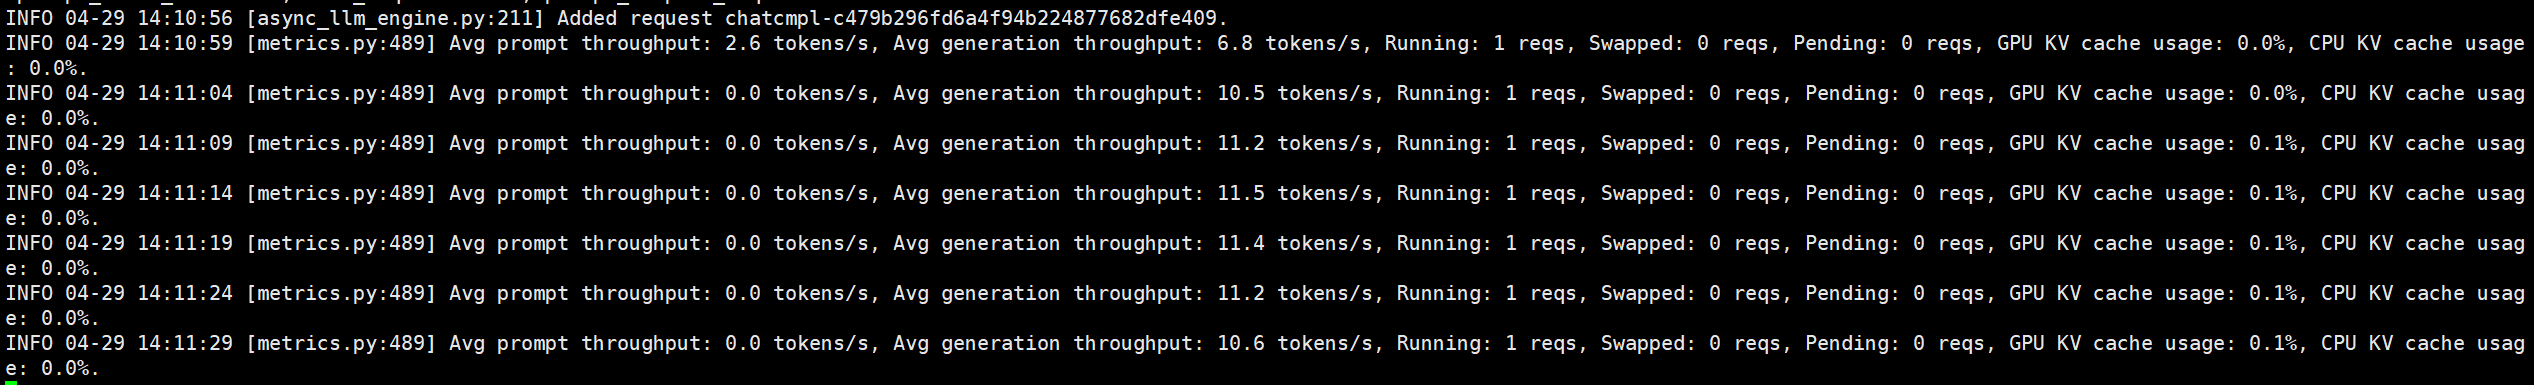 INFO 04-29 14:10:56 [async_llm_engine.py:211] Added request chatcmpl-c479b296fd6a4f94b224877682dfe409.
INFO 04-29 14:10:59 [metrics.py:489] Avg prompt throughput: 2.6 tokens/s, Avg generation throughput: 6.8 tokens/s, Running: 1 reqs, Swapped: 0 reqs, Pending: 0 reqs, GPU KV cache usage: 0.0%, CPU KV cache usage
: 0.0%.
INFO 04-29 14:11:04 [metrics.py:489] Avg prompt throughput: 0.0 tokens/s, Avg generation throughput: 10.5 tokens/s, Running: 1 reqs, Swapped: 0 reqs, Pending: 0 reqs, GPU KV cache usage: 0.0%, CPU KV cache usag
e: 0.0%.
INFO 04-29 14:11:09 [metrics.py:489] Avg prompt throughput: 0.0 tokens/s, Avg generation throughput: 11.2 tokens/s, Running: 1 reqs, Swapped: 0 reqs, Pending: 0 reqs, GPU KV cache usage: 0.1%, CPU KV cache usag
e: 0.0%.
INFO 04-29 14:11:14 [metrics.py:489] Avg prompt throughput: 0.0 tokens/s, Avg generation throughput: 11.5 tokens/s, Running: 1 reqs, Swapped: 0 reqs, Pending: 0 reqs, GPU KV cache usage: 0.1%, CPU KV cache usag
e: 0.0%.
INFO 04-29 14:11:19 [metrics.py:489] Avg prompt throughput: 0.0 tokens/s, Avg generation throughput: 11.4 tokens/s, Running: 1 reqs, Swapped: 0 reqs, Pending: 0 reqs, GPU KV cache usage: 0.1%, CPU KV cache usag
e: 0.0%.
INFO 04-29 14:11:24 [metrics.py:489] Avg prompt throughput: 0.0 tokens/s, Avg generation throughput: 11.2 tokens/s, Running: 1 reqs, Swapped: 0 reqs, Pending: 0 reqs, GPU KV cache usage: 0.1%, CPU KV cache usag
e: 0.0%.
INFO 04-29 14:11:29 [metrics.py:489] Avg prompt throughput: 0.0 tokens/s, Avg generation throughput: 10.6 tokens/s, Running: 1 reqs, Swapped: 0 reqs, Pending: 0 reqs, GPU KV cache usage: 0.1%, CPU KV cache usag
e: 0.0%.